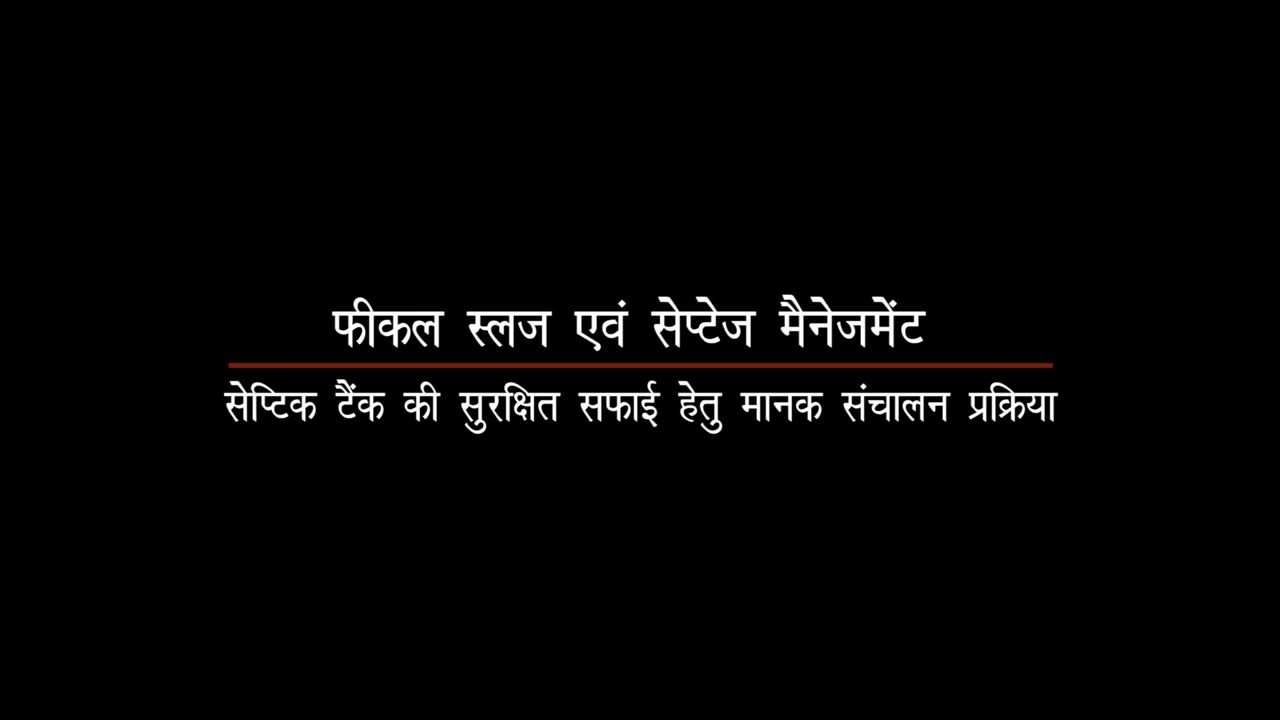 फीकल स्लज एवं सेप्टेज मैनेजमेंट
सेप्टिक टैंक की सुरक्षित सफाई हेतु मानक संचालन प्रक्रिया